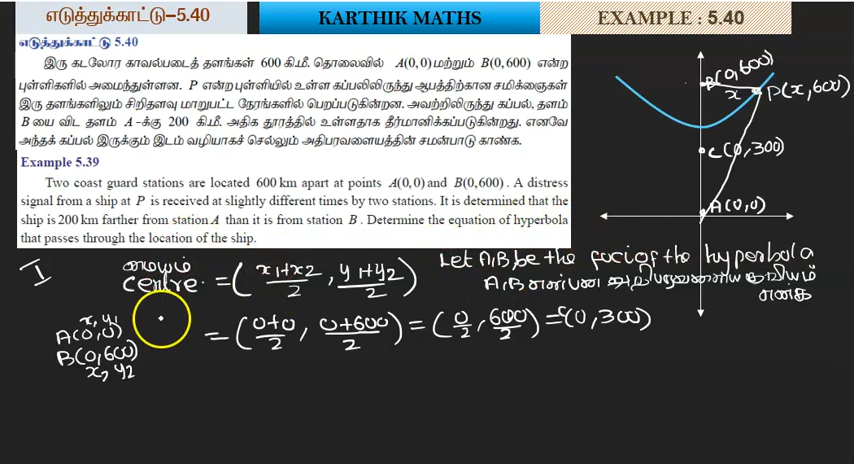 எடுத்துக்காட்டு–5.40
KARTHIK MATHS
EXAMPLE : 5.40
எடுத்துக்காட்டு 5.40
இரு கடலோர காவல்படைத் தளங்கள் 600 கி.மீ. தொலைவில் A(0,0) மற்றும் B(0,600) என்ற
புள்ளிகளில் அமைந்துள்ளன. P என்ற புள்ளியில் உள்ள கப்பலிலிருந்து ஆபத்திற்கான சமிக்ஞைகள்
இரு தளங்களிலும் சிறிதளவு மாறுபட்ட நேரங்களில் பெறப்படுகின்றன. அவற்றிலிருந்து கப்பல், தளம்
B யை விட தளம் A -க்கு 200 கி.மீ. அதிக தூரத்தில் உள்ளதாக தீர்மானிக்கப்படுகின்றது. எனவே
அந்தக் கப்பல் இருக்கும் இடம் வழியாகச் செல்லும் அதிபரவளையத்தின் சமன்பாடு காண்க.
Example 5.39
Two coast guard stations are located 600 km apart at points A(0,0) and B(0,600). A distress
signal from a ship at P is received at slightly different times by two stations. It is determined that the
ship is 200 km farther from station A than it is from station B. Determine the equation of hyperbola
that passes through the location of the ship.
B(0,600)
x
P(x,600)
C(0,300)
A(0,0)
I
மையம்
centre = (x1+x2/2, y1+y2/2)
Let A,B, be the foci of the hyperbola
A,B என்பன அதிபரவளைய குவியம்
என்க
x, y1
A(0,0)
B(0,600)
x2 y2
= (0+0/2, 0+600/2) = (0/2, 600/2) = C(0,300)